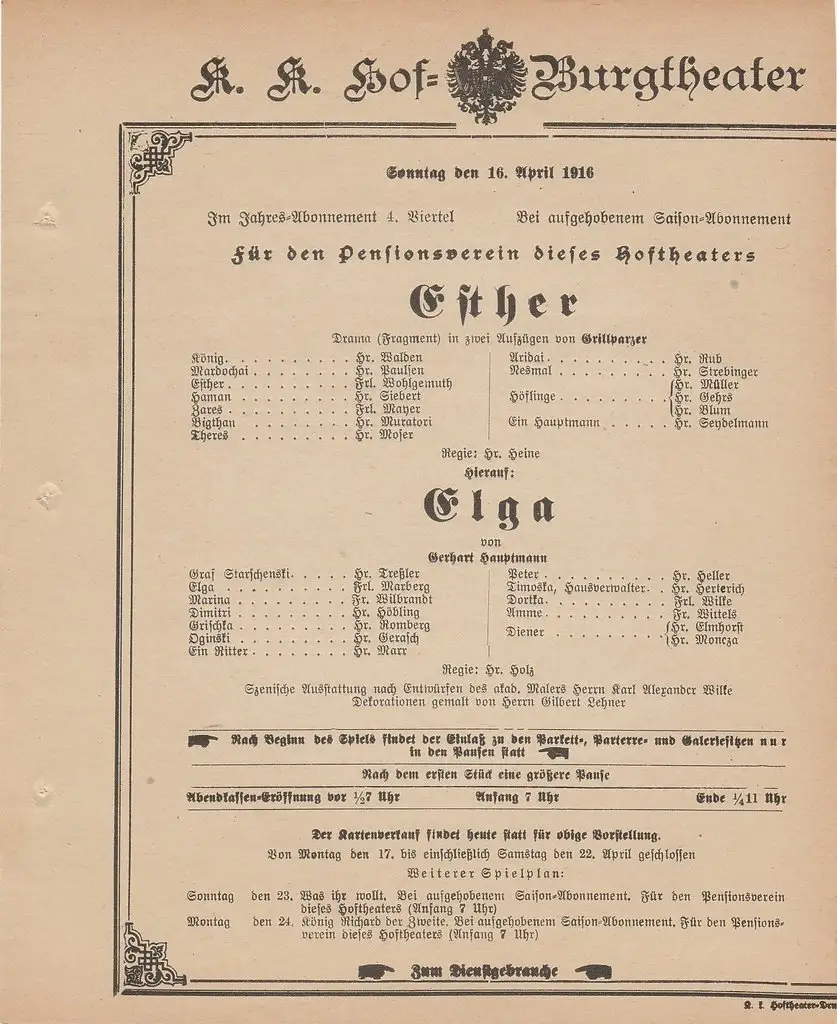 K. K. Hof-Burgtheater
Sonntag den 16. April 1916
Im Jahres-Abonnement 4. Viertel Bei aufgehobenem Saison-Abonnement
Für den Pensionsverein dieses Hoftheaters
Esther
Drama (Fragment) in zwei Aufzügen von Grillparzer
König. . . . . . . . . . Hr. Walden
Mardochai . . . . . . . . Hr. Paulsen
Esther . . . . . . . . . . Frl. Wohlgemuth
Haman . . . . . . . . . Hr. Siebert
Zares . . . . . . . . . . Frl. Mayer
Bigthan . . . . . . . . . Hr. Muratori
Theres . . . . . . . . . Hr. Moser
Aridai. . . . . . . . . . Hr. Rub
Nesmal . . . . . . . . . Hr. Strebinger
Höflinge . . . . . . . . . {Hr. Müller
Hr. Gehrs
Hr. Blum
Ein Hauptmann . . . . . Hr. Seydelmann
Regie: Hr. Heine
Hierauf:
Elga
von
Gerhart Hauptmann
Graf Starschenski. . . . . Hr. Treßler
Elga . . . . . . . . . . Frl. Marberg
Marina . . . . . . . . . Fr. Wilbrandt
Dimitri . . . . . . . . . Hr. Höbling
Grischka . . . . . . . . . Hr. Romberg
Oginski . . . . . . . . . Hr. Gerasch
Ein Ritter . . . . . . . . Hr. Marr
Peter . . . . . . . . . . Hr. Heller
Timoska, Hausverwalter. . Hr. Herterich
Dortka. . . . . . . . . . Frl. Wilke
Amme . . . . . . . . . . Fr. Wittels
Diener . . . . . . . . . {Hr. Elmhorst
Hr. Moncza
Regie: Hr. Holz
Szenische Ausstattung nach Entwürfen des akad. Malers Herrn Karl Alexander Wilke
Dekorationen gemalt von Herrn Gilbert Lehner
Nach Beginn des Spiels findet der Einlaß zu den Parkett-, Parterre- und Galeriesitzen nur
in den Pausen statt
Nach dem ersten Stück eine größere Pause
Abendkassen-Eröffnung vor ½7 Uhr Anfang 7 Uhr Ende ¼11 Uhr
Der Kartenverkauf findet heute statt für obige Vorstellung.
Von Montag den 17. bis einschließlich Samstag den 22. April geschlossen
Weiterer Spielplan:
Sonntag den 23. Was ihr wollt. Bei aufgehobenem Saison-Abonnement. Für den Pensionsverein
dieses Hoftheaters (Anfang 7 Uhr)
Montag den 24. König Richard der Zweite. Bei aufgehobenem Saison-Abonnement. Für den Pensions-
verein dieses Hoftheaters (Anfang 7 Uhr)
Zum Dienstgebrauche
K. k. Hoftheater-Dru